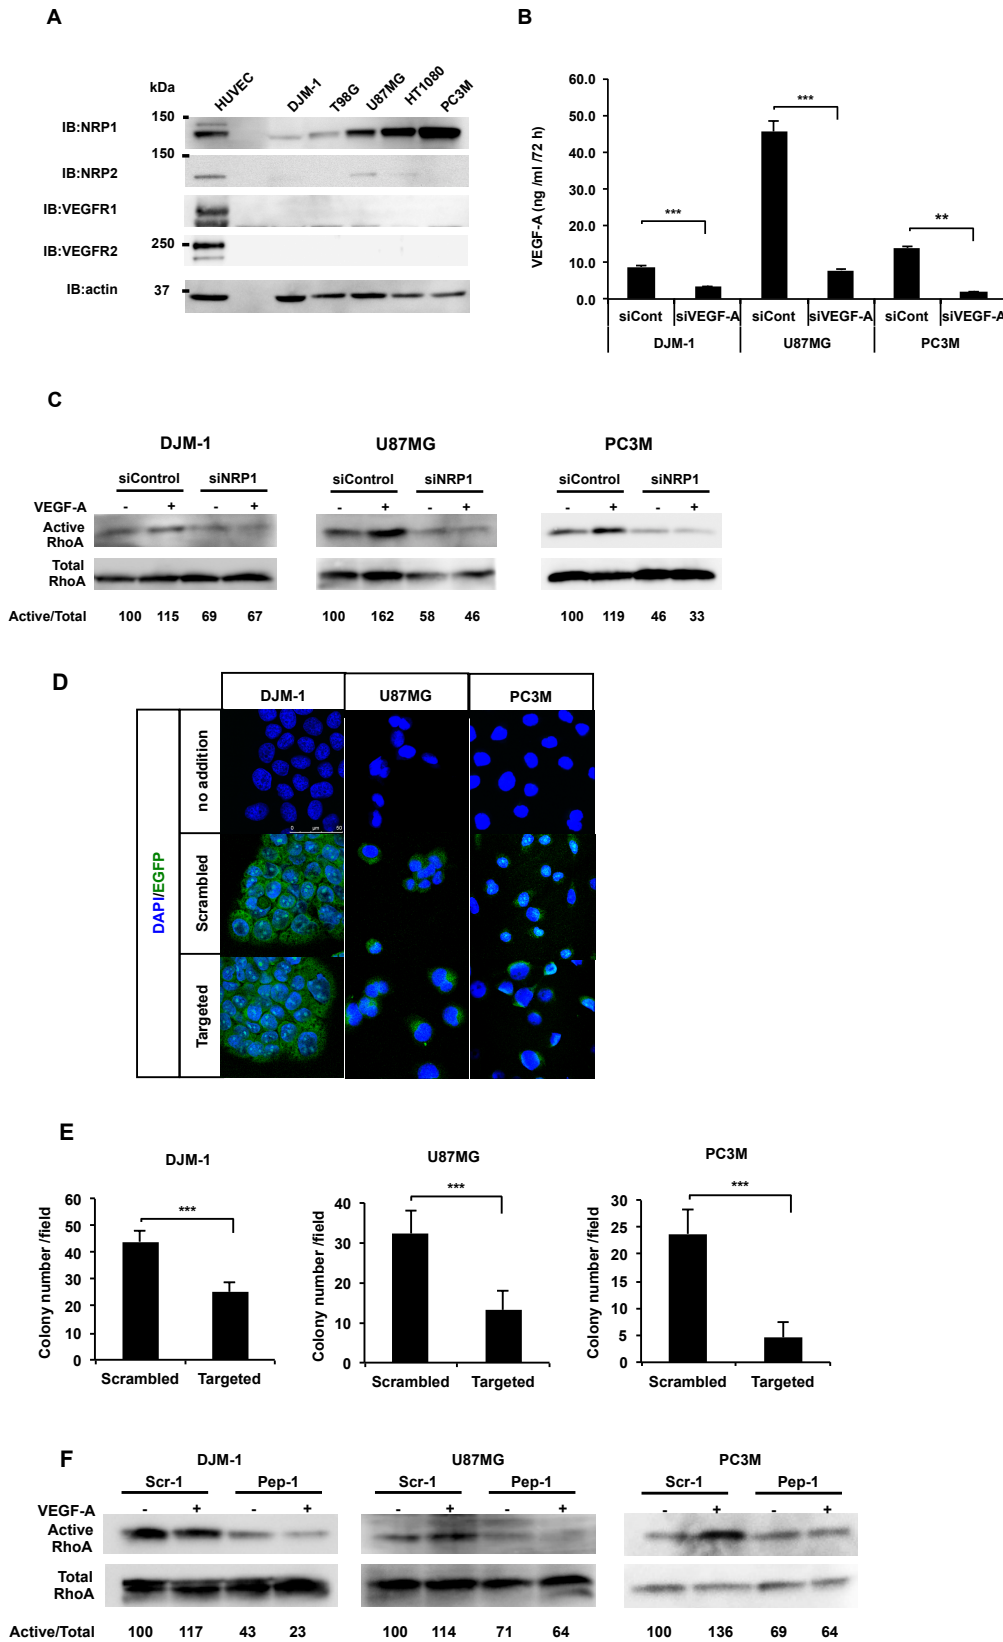 A
kDa
HUVEC
DJM-1
T98G
U87MG
HT1080
PC3M
150
IB:NRP1
150
IB:NRP2
IB:VEGFR1
250
IB:VEGFR2
37
IB:actin
B
VEGF-A (ng /ml /72 h)
60.0
50.0
40.0
30.0
20.0
10.0
0.0
***
***
**
siCont siVEGF-A siCont siVEGF-A siCont siVEGF-A
DJM-1 U87MG PC3M
C
DJM-1 U87MG PC3M
siControl siNRP1 siControl siNRP1 siControl siNRP1
VEGF-A - + - + - + - + - + - +
Active
RhoA
Total
RhoA
Active/Total 100 115 69 67 100 162 58 46 100 119 46 33
D
DJM-1 U87MG PC3M
DAPI/EGFP
no addition
0 µm 50
Scrambled
Targeted
E
DJM-1
Colony number /field
60
50
40
30
20
10
0
***
Scrambled Targeted
U87MG
Colony number /field
40
30
20
10
0
***
Scrambled Targeted
PC3M
Colony number /field
30
25
20
15
10
5
0
***
Scrambled Targeted
F
DJM-1 U87MG PC3M
Scr-1 Pep-1 Scr-1 Pep-1 Scr-1 Pep-1
VEGF-A - + - + - + - + - + - +
Active
RhoA
Total
RhoA
Active/Total 100 117 43 23 100 114 71 64 100 136 69 64